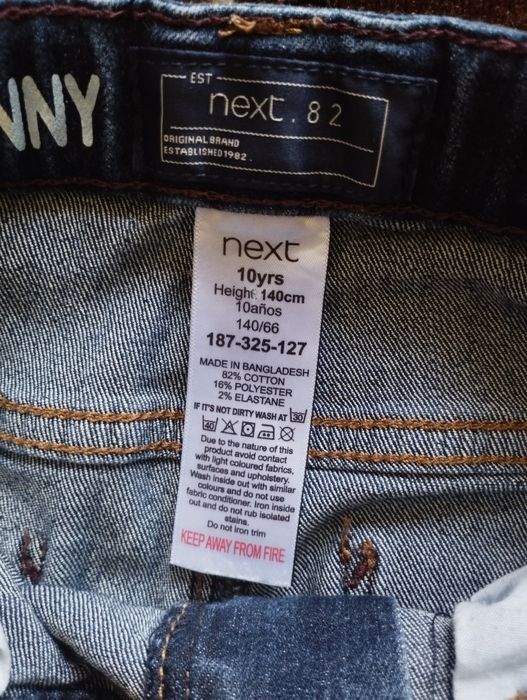 NNY
EST
next.82
ORIGINAL BRAND
ESTABLISHED 1982.
next
10yrs
Height 140cm
10años
140/66
187-325-127
MADE IN BANGLADESH
82% COTTON
16% POLYESTER
2% ELASTANE
IF IT'S NOT DIRTY WASH AT 30
40
Due to the nature of this
product avoid contact
with light coloured fabrics,
surfaces and upholstery.
Wash inside out with similar
colours and do not use
fabric conditioner. Iron inside
out and do not rub isolated
stains.
Do not iron trim
KEEP AWAY FROM FIRE